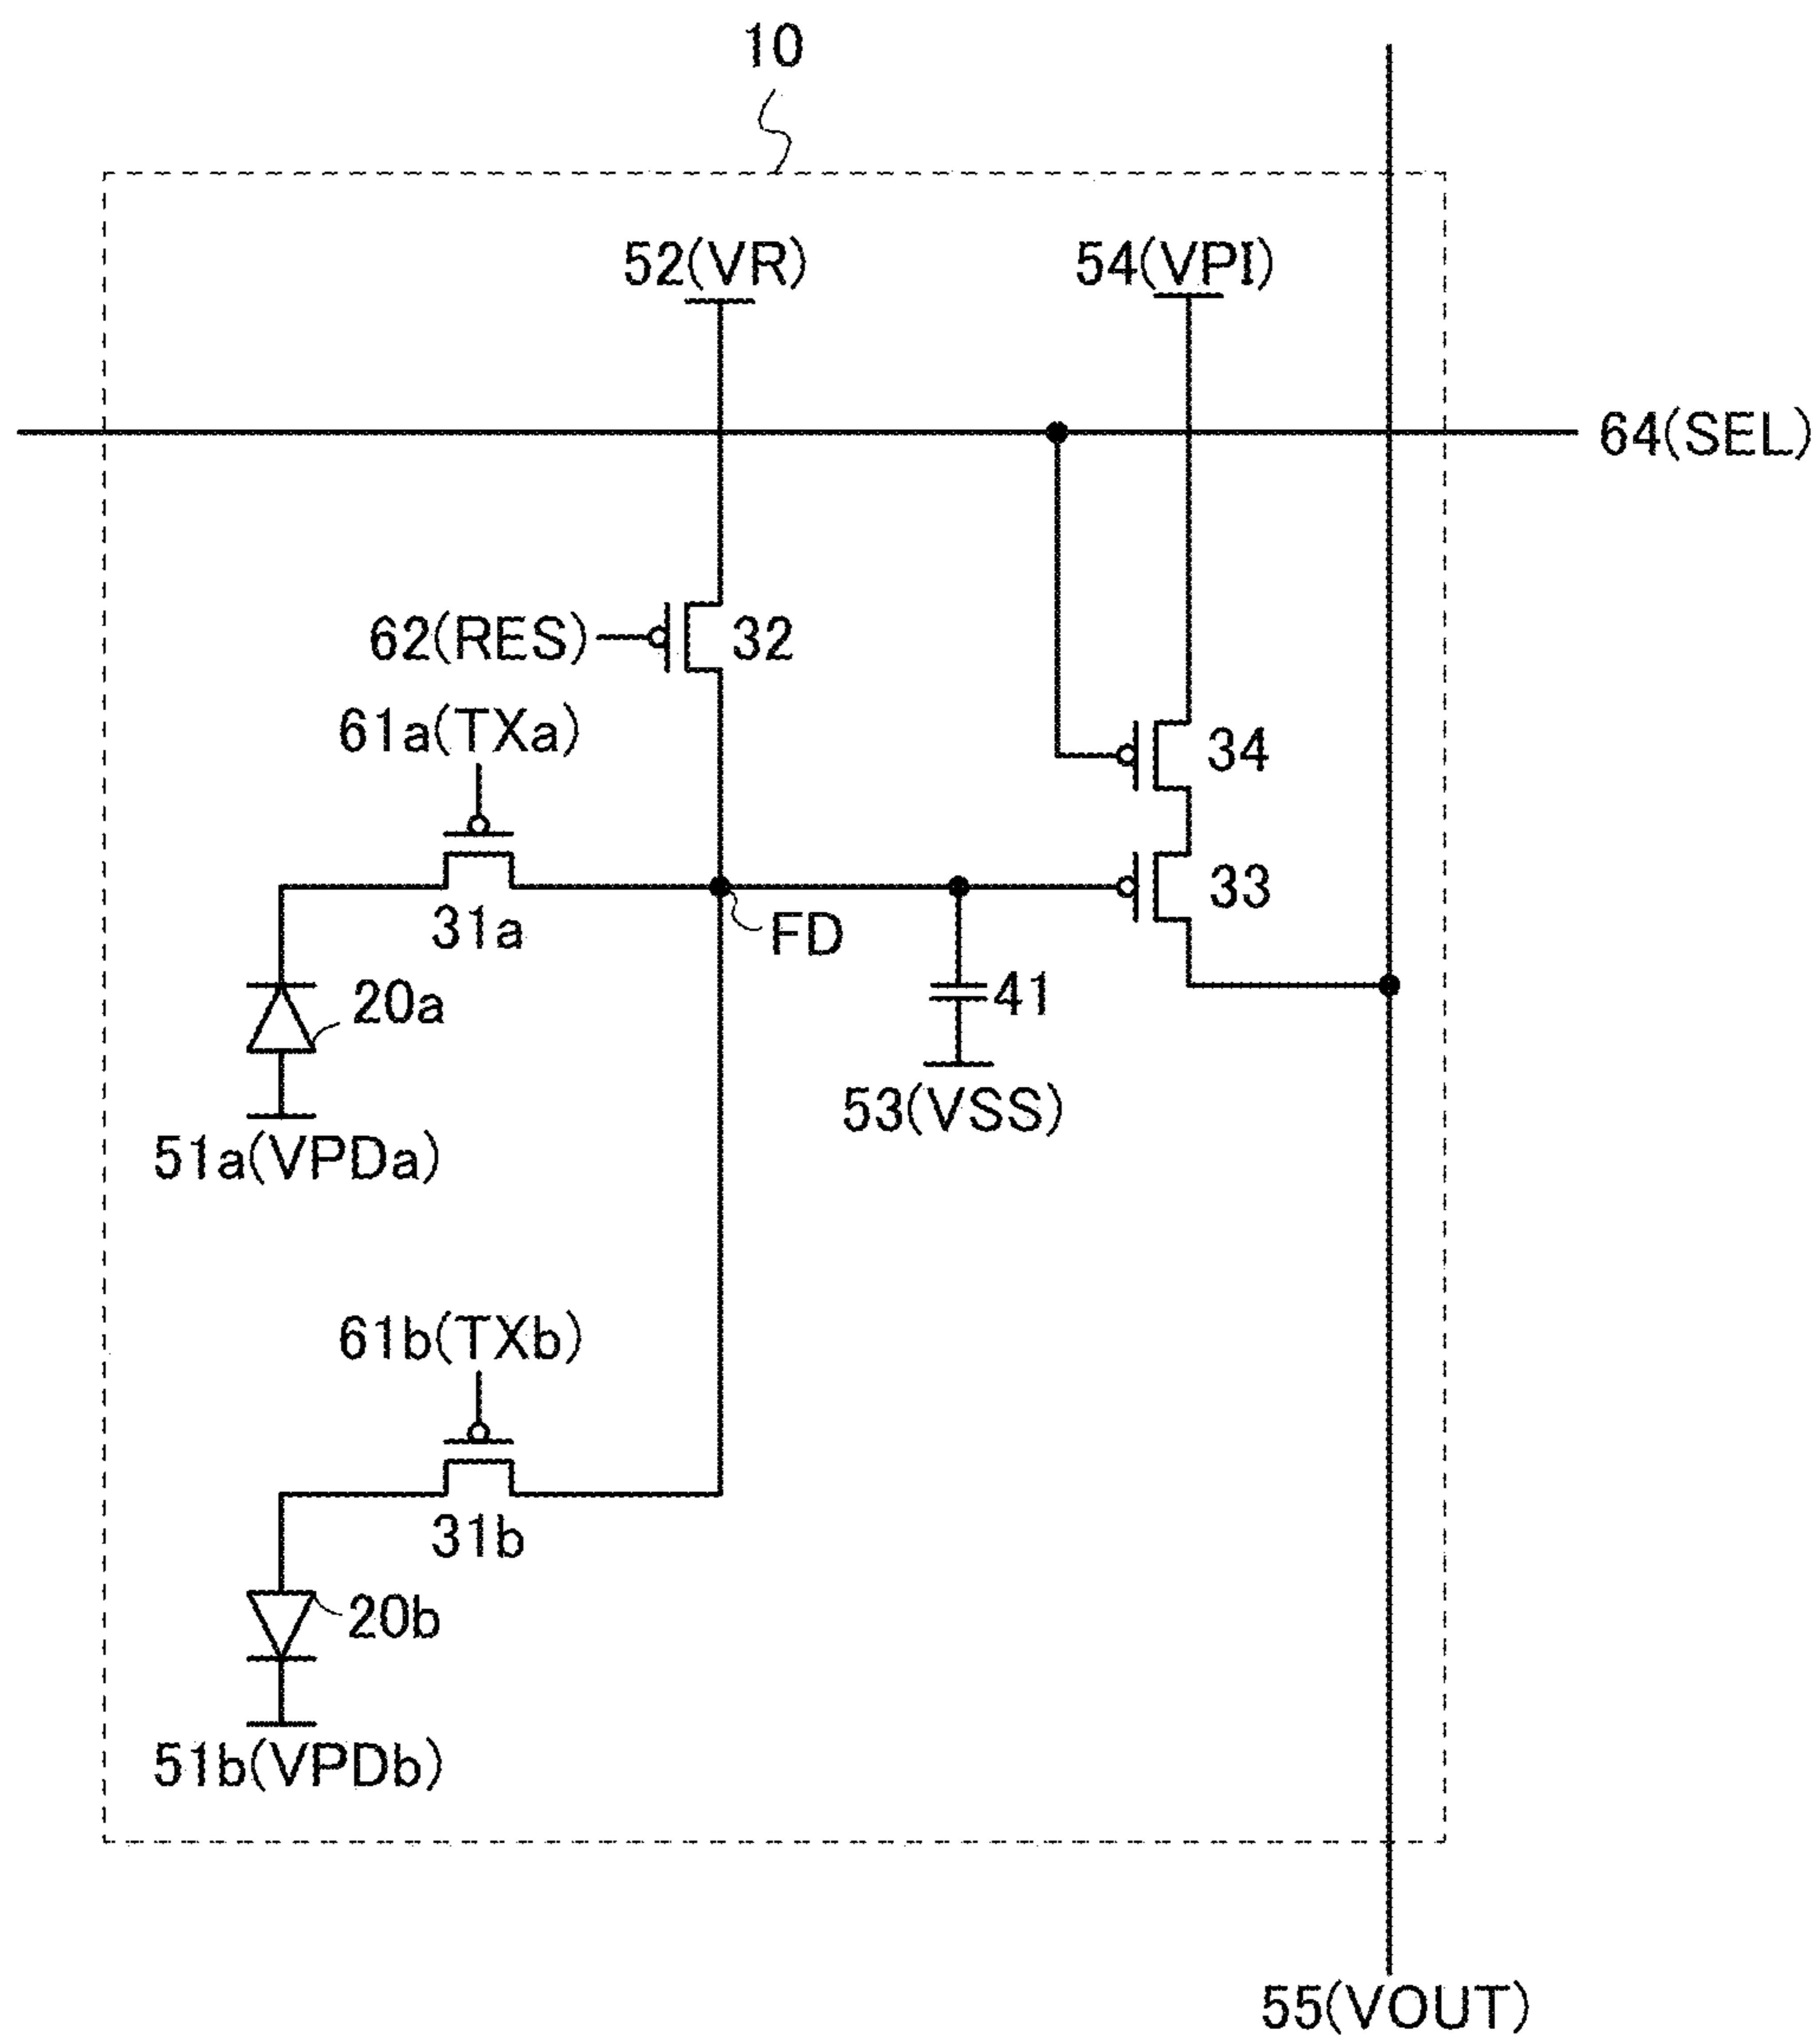 10
52(VR)
54(VPI)
64(SEL)
62(RES)
32
61a(TXa)
34
33
31a
FD
20a
41
53(VSS)
51a(VPDa)
61b(TXb)
31b
20b
51b(VPDb)
55(VOUT)